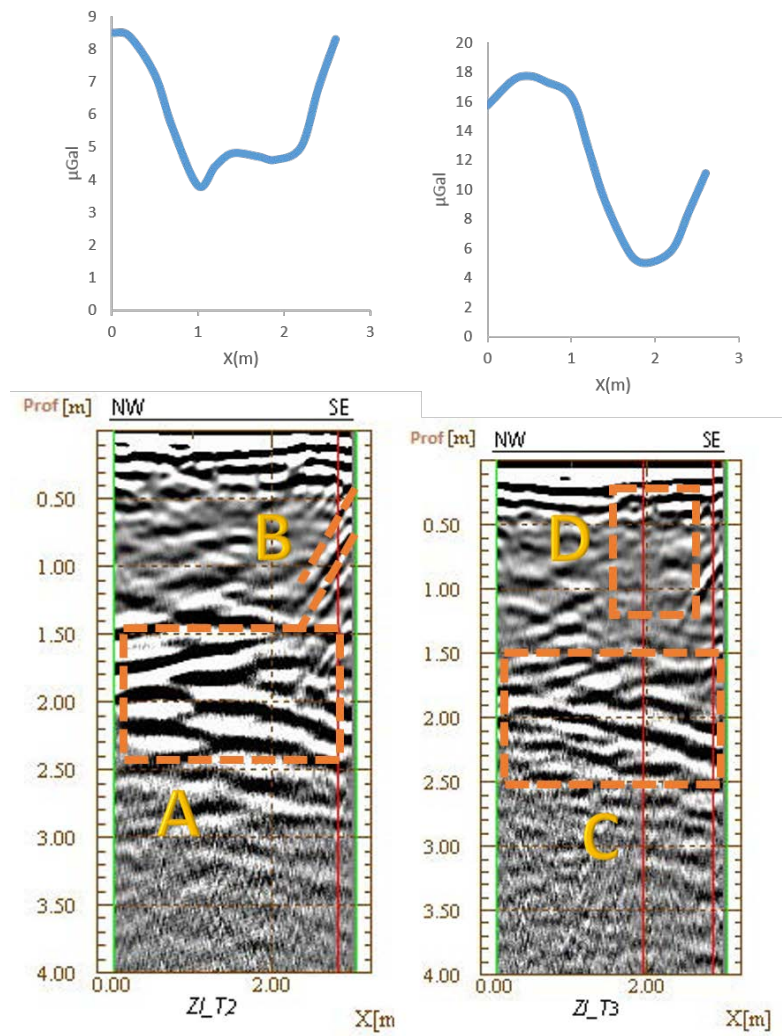 9
8
7
6
5
4
3
2
1
0
µGal
0 1 2 3
X(m)
20
18
16
14
12
10
8
6
4
2
0
µGal
0 1 2 3
X(m)
Prof [m] NW SE
0.50
1.00
1.50
2.00
2.50
3.00
3.50
4.00
B
A
0.00 2.00
ZI_T2
X[m
Prof [m] NW SE
0.50
1.00
1.50
2.00
2.50
3.00
3.50
4.00
D
C
0.00 2.00
ZI_T3
X[m]